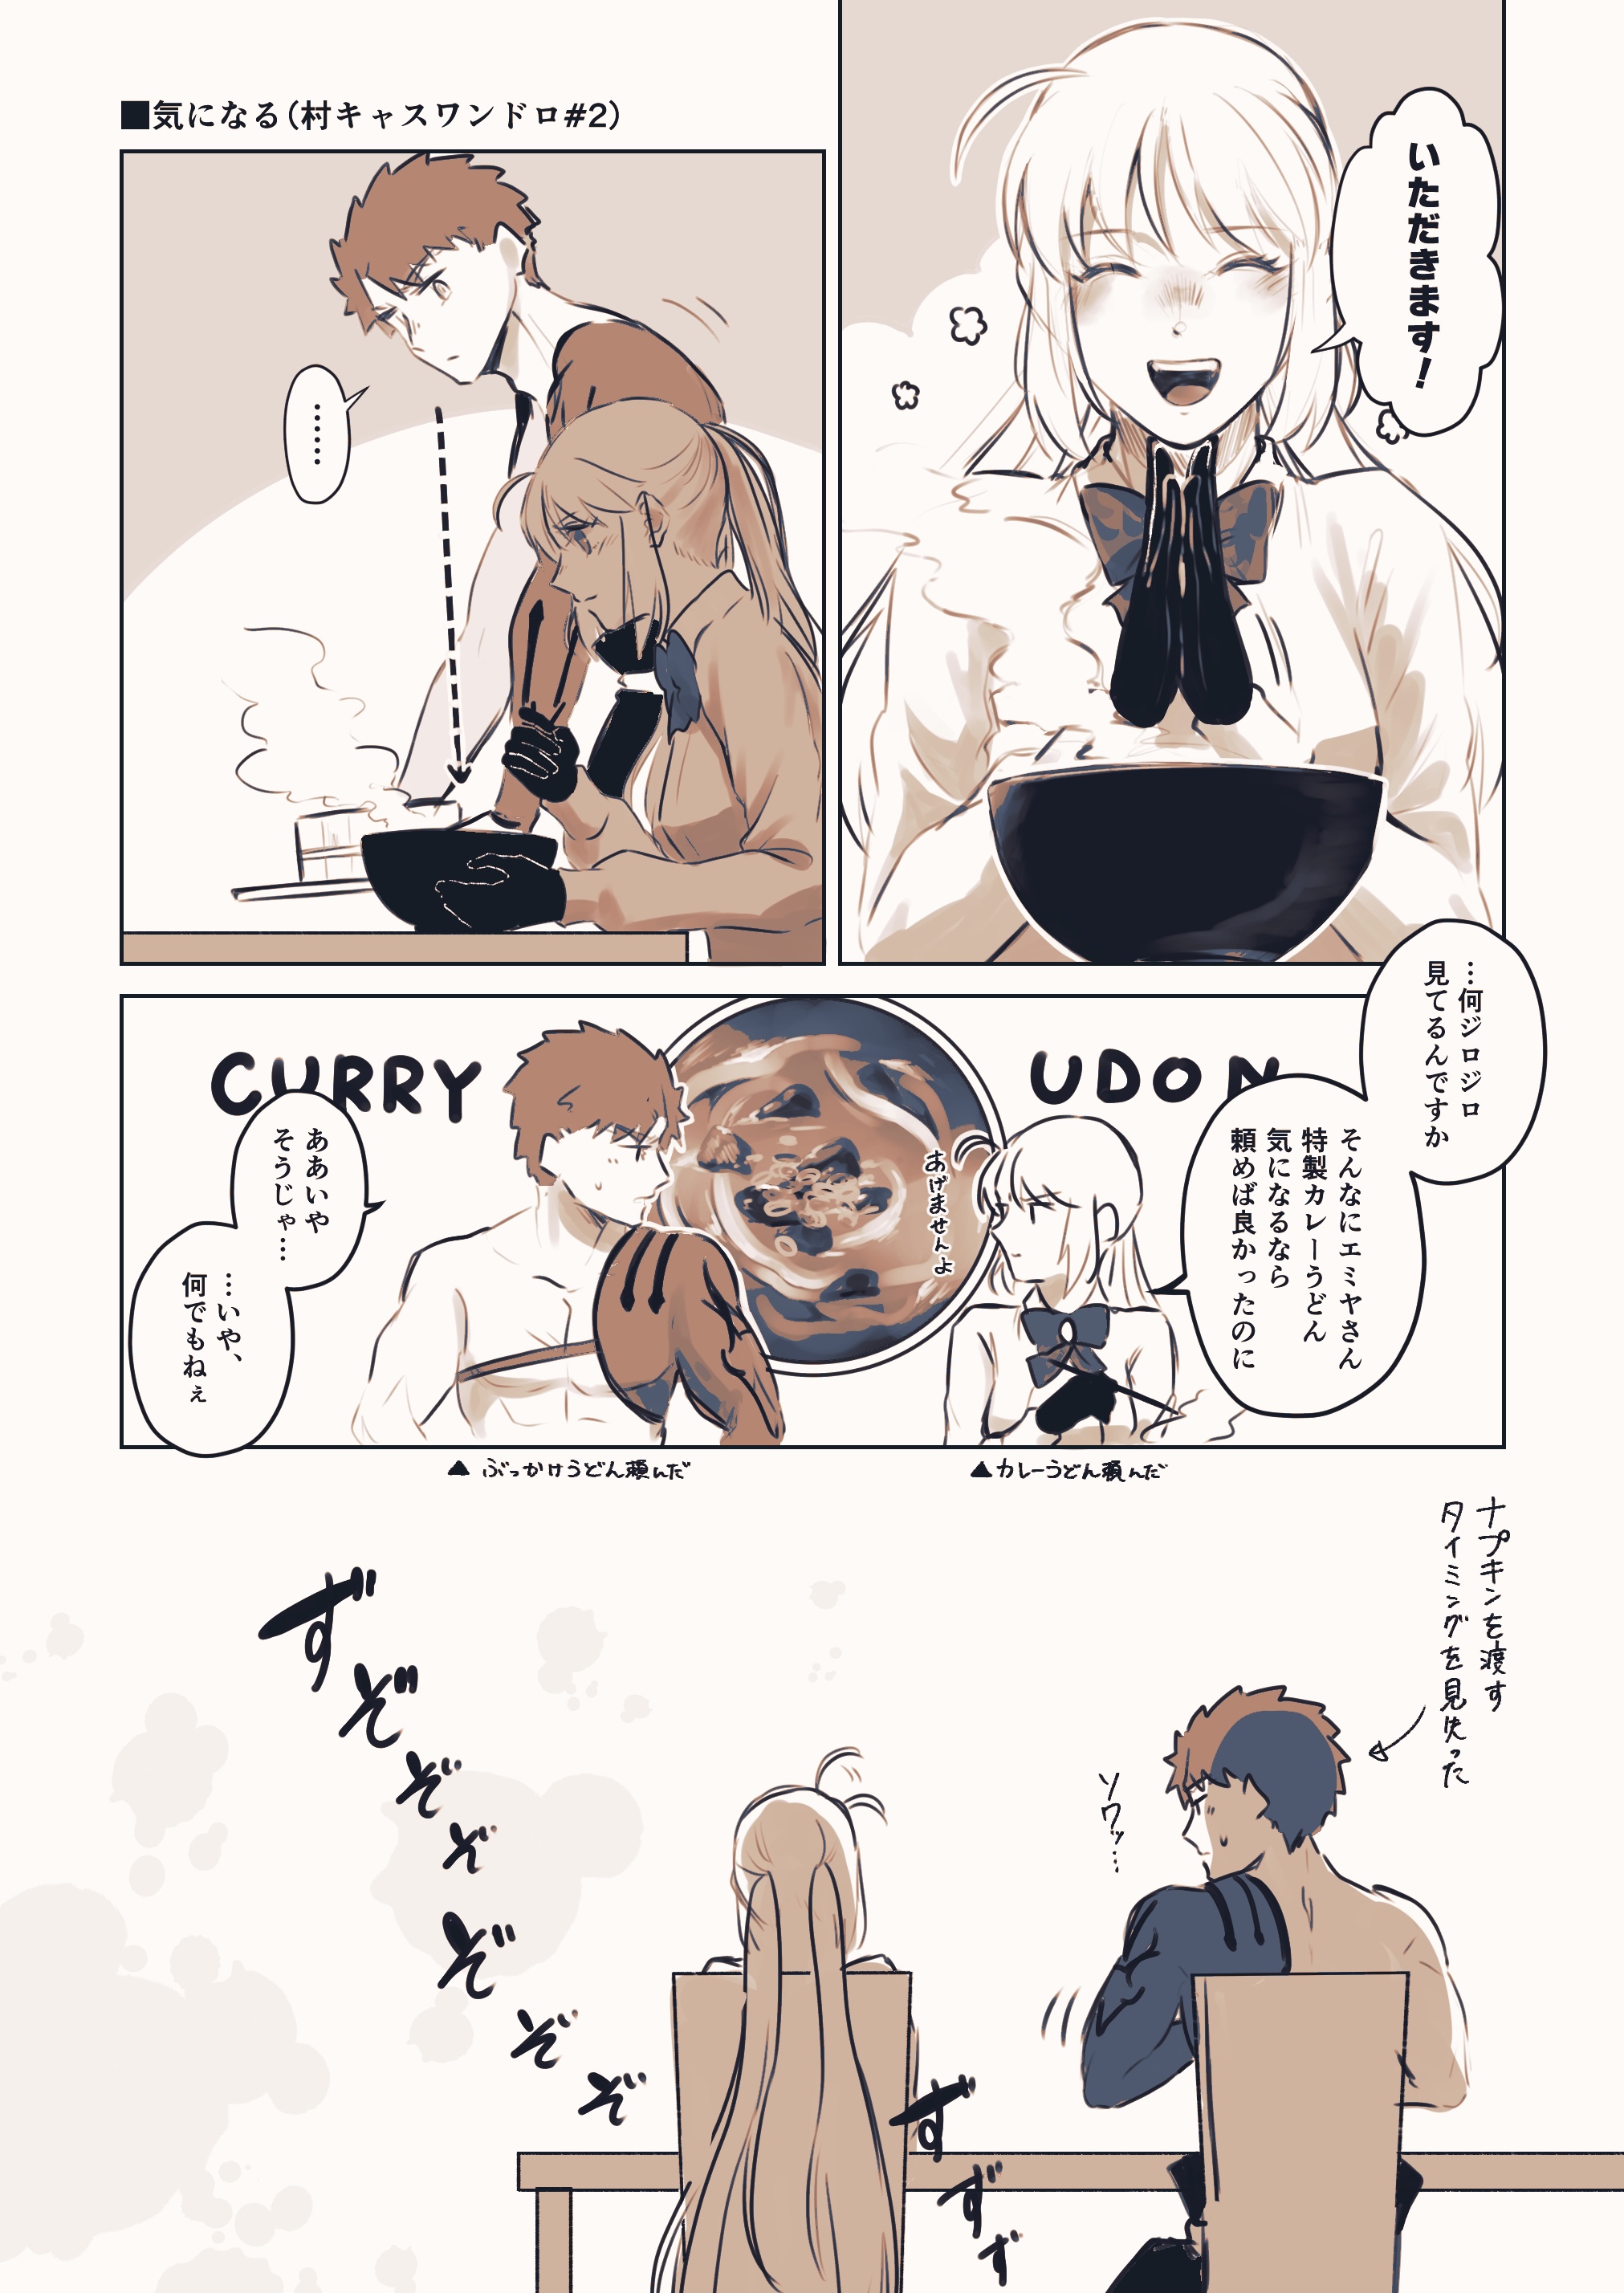 ■気になる(村キャスワンドロ#2)
いただきます!
……
…何ジロジロ
見てるんですか
そんなにエミヤさん
特製カレーうどん
気になるなら
頼めば良かったのに
UDON
あげませんよ
CURRY
ああいや
そうじゃ…
…いや、
何でもねぇ
▲カレーうどん頼んだ
▲ぶっかけうどん頼んだ
ナプキンを渡す
タイミングを見失った
ソワッ…
ずぞぞぞぞぞぞ
ずずず